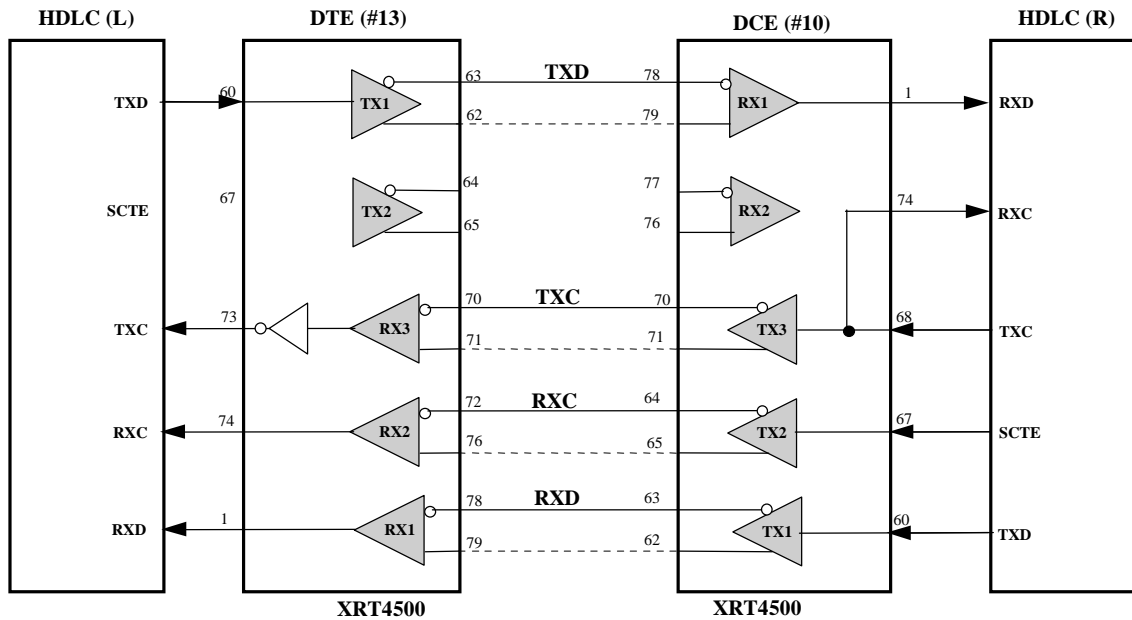 HDLC (L) DTE (#13) DCE (#10) HDLC (R)
63 TXD 78
TXD 60 TX1 RX1 1 RXD
62 79
64 77
SCTE 67 TX2 RX2 74 RXC
65 76
70 TXC 70
TXC 73 RX3 TX3 68 TXC
71 71
72 RXC 64
RXC 74 RX2 TX2 67 SCTE
76 65
78 RXD 63
RXD 1 RX1 TX1 60 TXD
79 62
XRT4500 XRT4500